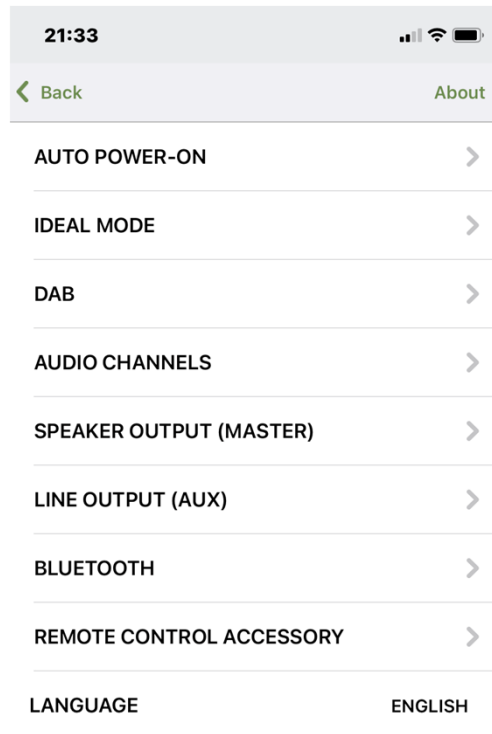 21:33
Back About
AUTO POWER-ON
IDEAL MODE
DAB
AUDIO CHANNELS
SPEAKER OUTPUT (MASTER)
LINE OUTPUT (AUX)
BLUETOOTH
REMOTE CONTROL ACCESSORY
LANGUAGE ENGLISH